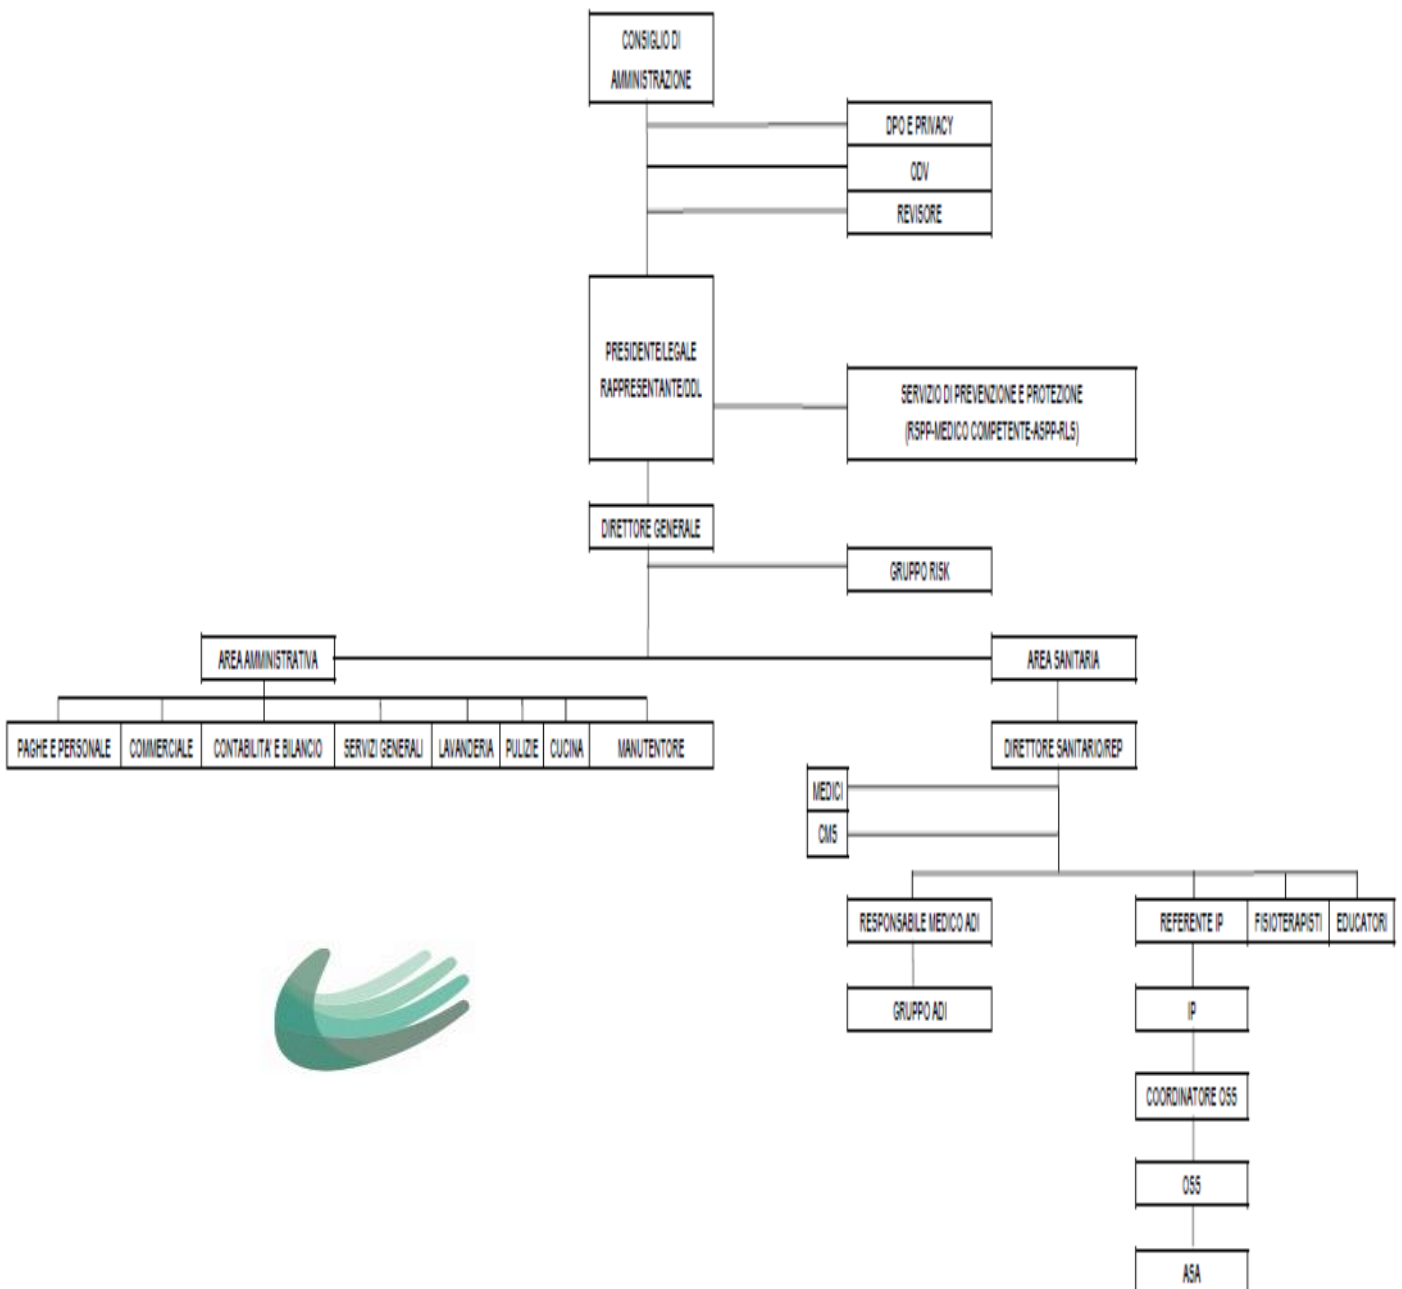 CONSIGLIO DI
AMMINISTRAZIONE
DPO E PRIVACY
ODV
REVISORE
PRESIDENTE/LEGALE
RAPPRESENTANTE/DDL
SERVIZIO DI PREVENZIONE E PROTEZIONE
(RSPP-MEDICO COMPETENTE-ASPP-RLS)
DIRETTORE GENERALE
GRUPPO RISK
AREA AMMINISTRATIVA
AREA SANITARIA
PAGHE E PERSONALE
COMMERCIALE
CONTABILITA' E BILANCIO
SERVIZI GENERALI
LAVANDERIA
PULIZIE
CUCINA
MANUTENTORE
DIRETTORE SANITARIO/REP
MEDICI
CMS
RESPONSABILE MEDICO ADI
REFERENTE IP
FISIOTERAPISTI
EDUCATORI
GRUPPO ADI
IP
COORDINATORE OSS
OSS
ASA